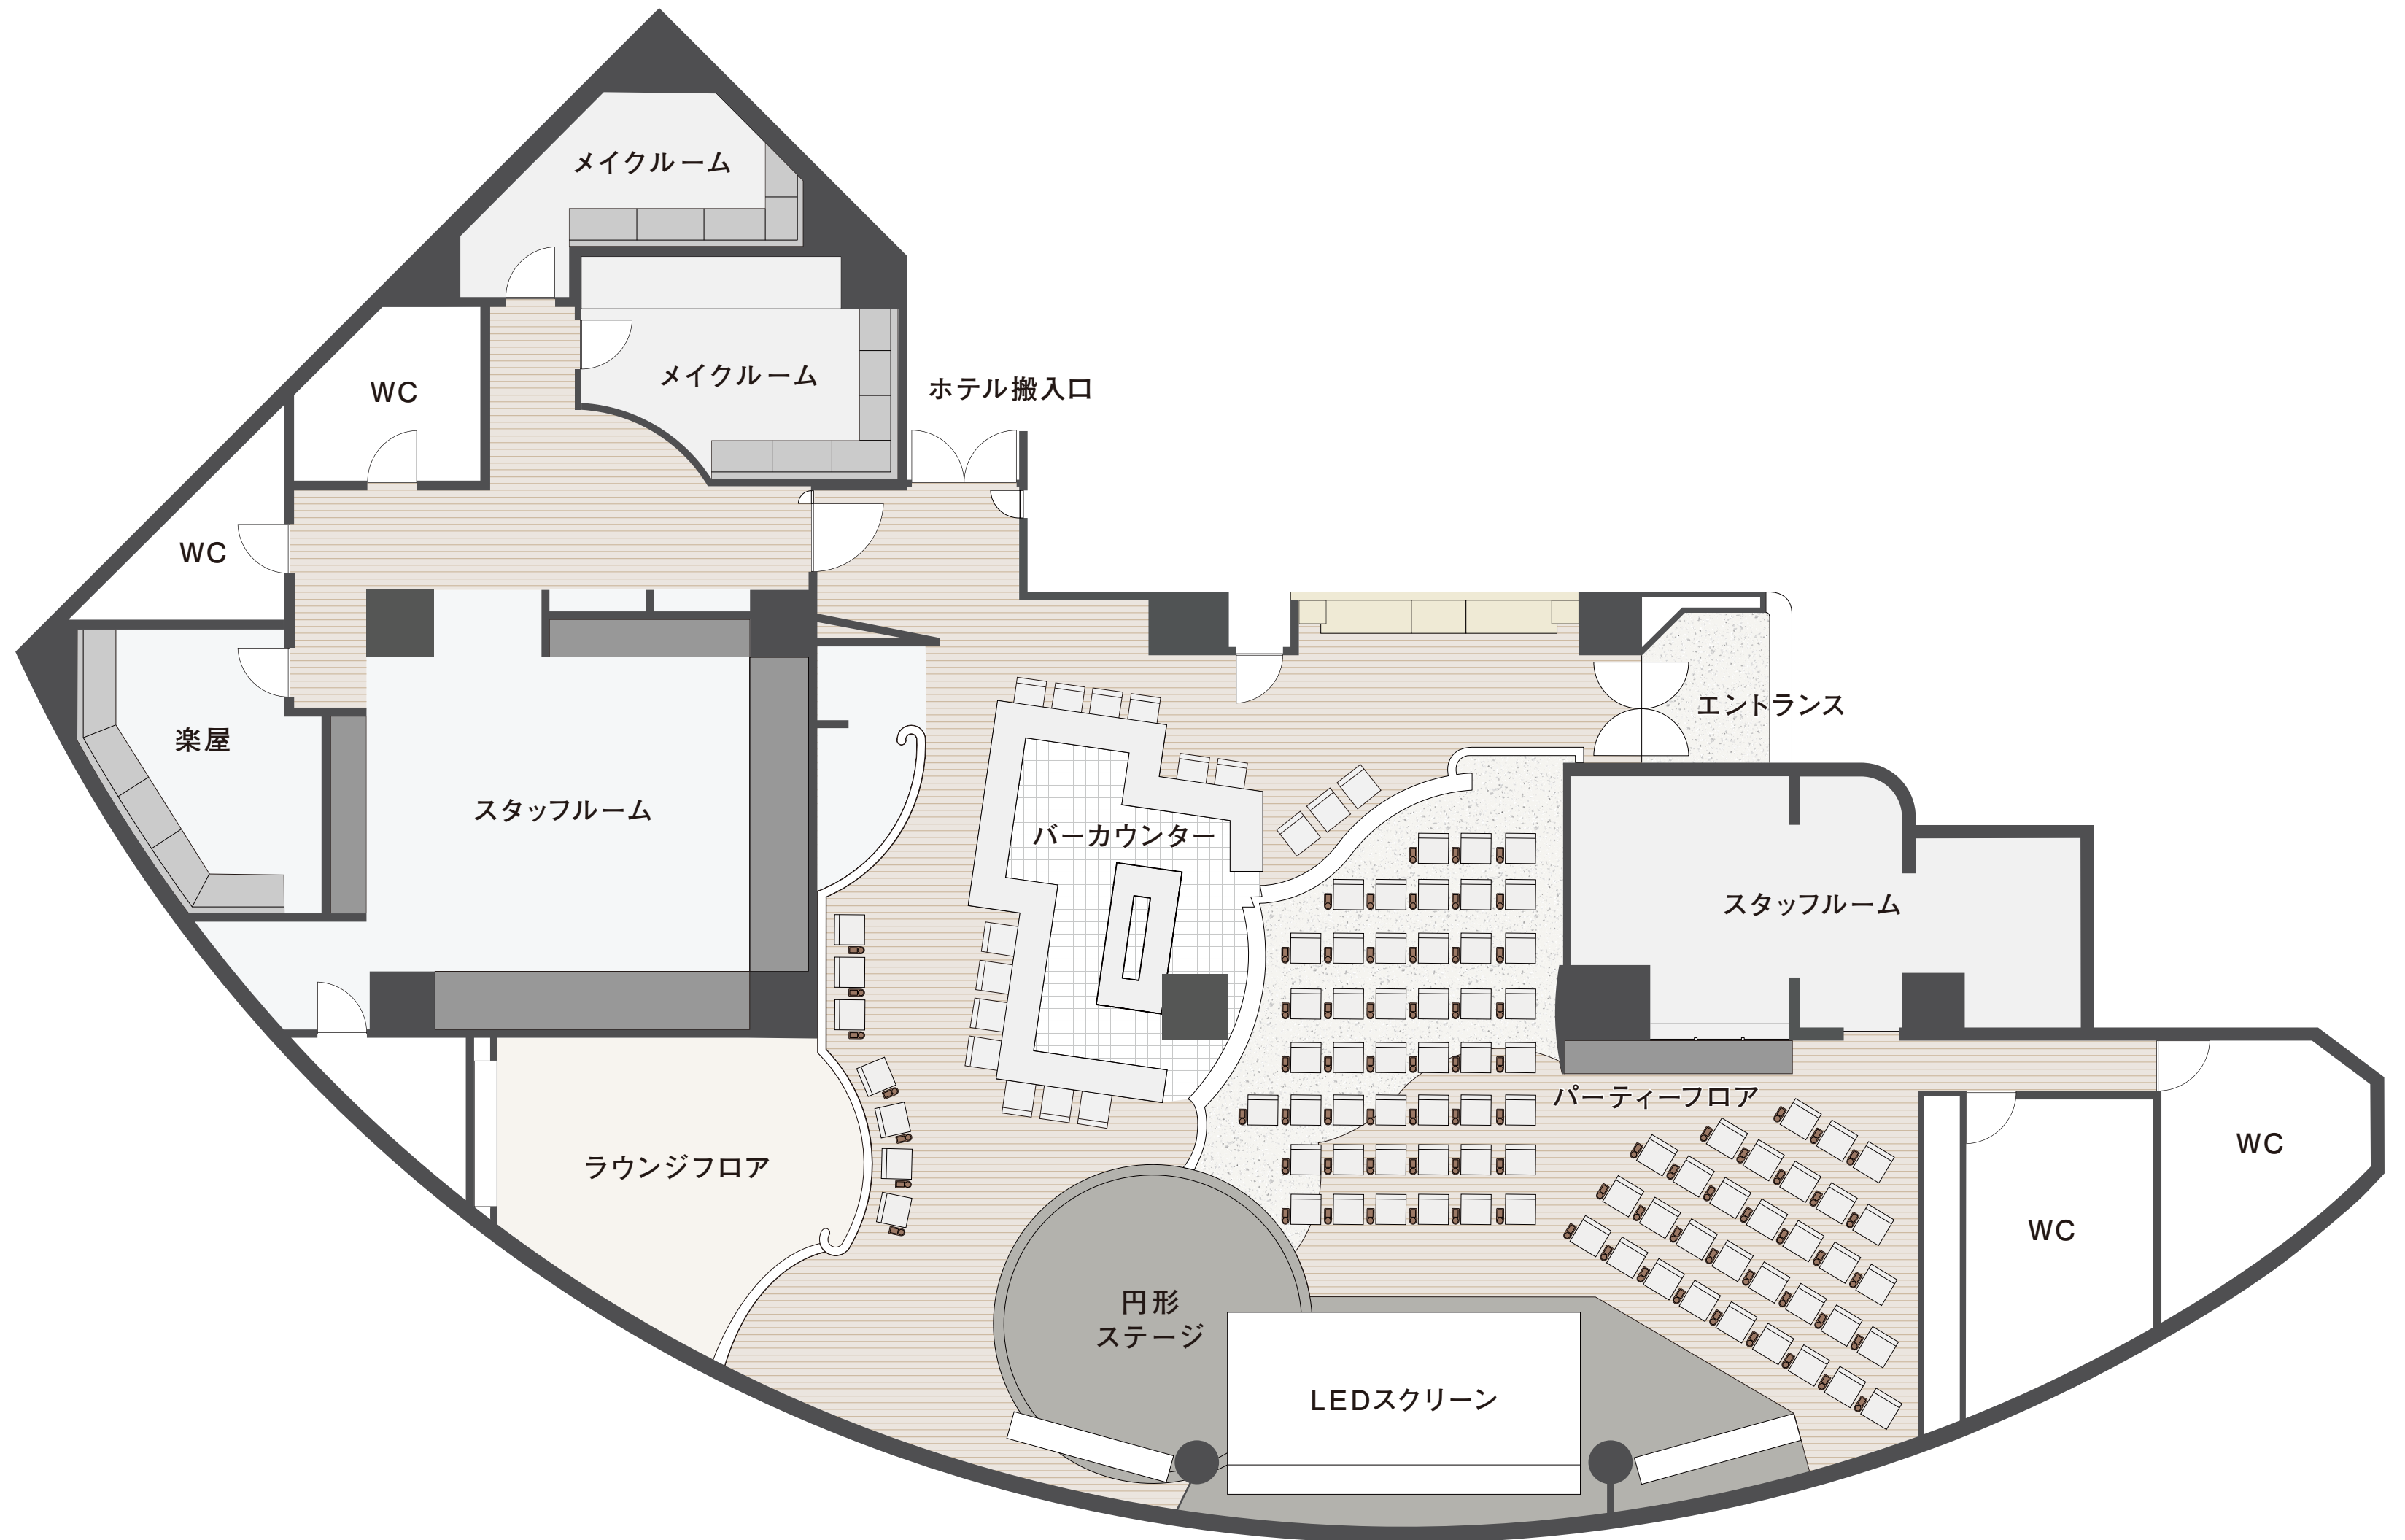 メイクルーム
メイクルーム
ホテル搬入口
WC
WC
楽屋
スタッフルーム
エントランス
バーカウンター
スタッフルーム
パーティーフロア
ラウンジフロア
WC
WC
円形
ステージ
LEDスクリーン